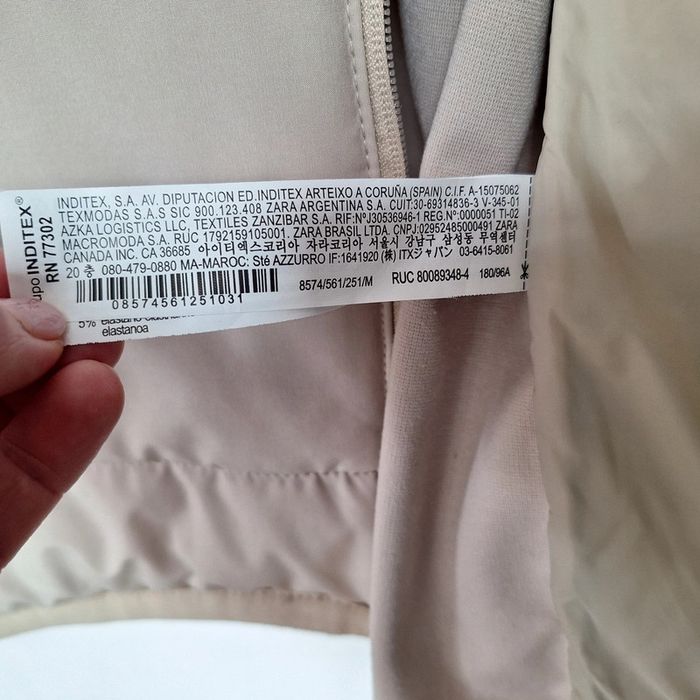 upo INDITEX®
RN 77302
INDITEX, S.A. AV. DIPUTACION ED.INDITEX ARTEIXO A CORUÑA (SPAIN) C.I.F. A-15075062
TEXMODAS S.A.S SIC 900.123.408 ZARA ARGENTINA S.A. CUIT:30-69314836-3 V-345-01
AZKA LOGISTICS LLC, TEXTILES ZANZIBAR SA. RIF:NºJ30536946-1 REG.Nº:0000051 TI-02
MACROMODA S.A. RUC 1792159105001. ZARA BRASIL LTDA. CNPJ:02952485000491 ZARA
CANADA INC. CA 36685 아이티엑스코리아 자라코리아 서울시 강남구 삼성동 무역센터
20 층 080-479-0880 MA-MAROC: Sté AZZURRO IF:1641920 (株) ITXジャパン 03-6415-8061
08574561251031
8574/561/251/M
RUC 80089348-4
180/96A
5% elastano
elastanoa